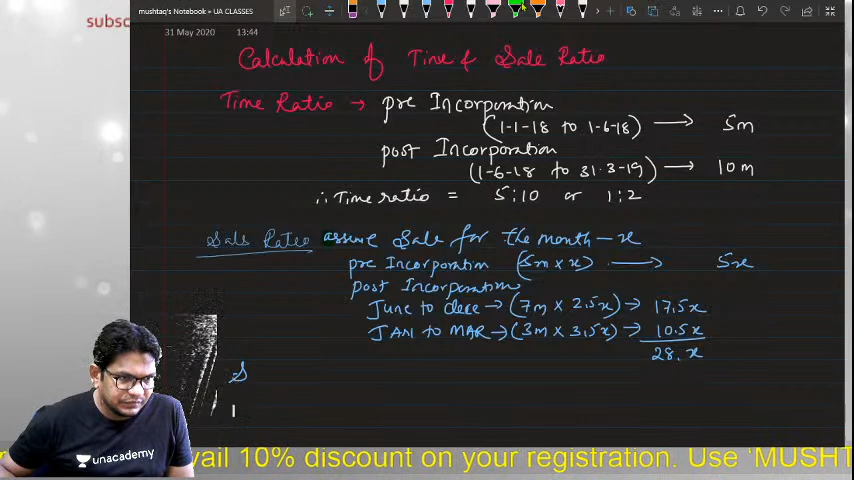 subsc
mushtaq's Notebook » UA CLASSES
31 May 2020 13:44
Calculation of Time & Sale Ratio
Time Ratio → pre Incorporation
(1-1-18 to 1-6-18) → 5m
post Incorporation
(1-6-18 to 31-3-19) → 10m
∴ Time ratio = 5:10 or 1:2
Sals Ratio assume Sale for the month - x
pre Incorporation (5m × x) → 5x
post Incorporation
June to dece → (7m × 2.5x) → 17.5x
JAN to MAR → (3m × 3.5x) → 10.5x
28.x
S
unacademy
vail 10% discount on your registration. Use 'MUSHT